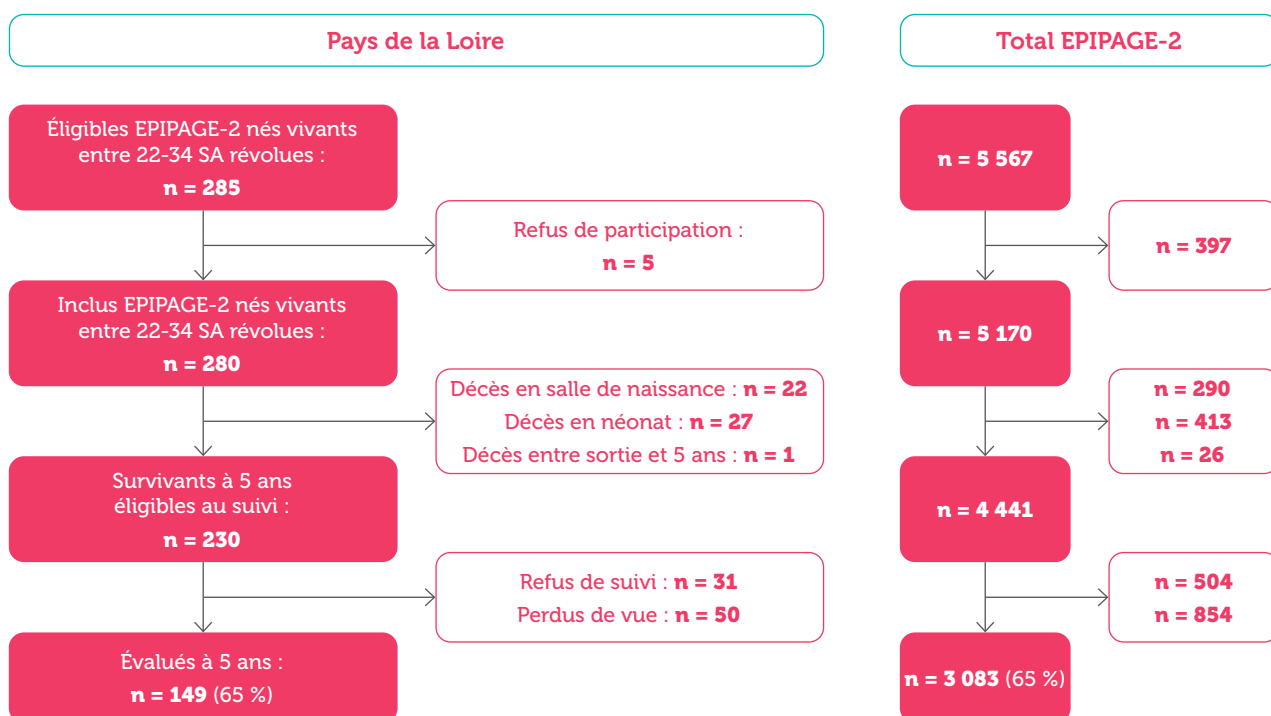 Pays de la Loire
Éligibles EPIPAGE-2 nés vivants
entre 22-34 SA révolues :
n = 285
Refus de participation :
n = 5
Inclus EPIPAGE-2 nés vivants
entre 22-34 SA révolues :
n = 280
Décès en salle de naissance : n = 22
Décès en néonat : n = 27
Décès entre sortie et 5 ans : n = 1
Survivants à 5 ans
éligibles au suivi :
n = 230
Refus de suivi : n = 31
Perdus de vue : n = 50
Évalués à 5 ans :
n = 149 (65 %)
Total EPIPAGE-2
n = 5 567
n = 397
n = 5 170
n = 290
n = 413
n = 26
n = 4 441
n = 504
n = 854
n = 3 083 (65 %)